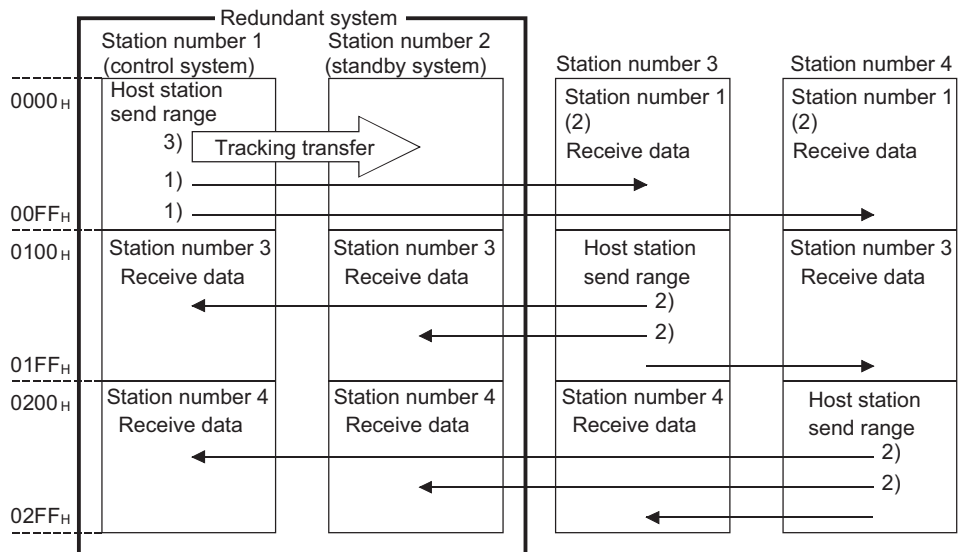 Redundant system
Station number 1
(control system)
Station number 2
(standby system)
Station number 3
Station number 4
0000H
Host station
send range
3)
Tracking transfer
1)
1)
00FFH
Station number 1
(2)
Receive data
Station number 1
(2)
Receive data
0100H
Station number 3
Receive data
Station number 3
Receive data
Host station
send range
2)
2)
Station number 3
Receive data
01FFH
0200H
Station number 4
Receive data
Station number 4
Receive data
Station number 4
Receive data
Host station
send range
2)
2)
02FFH